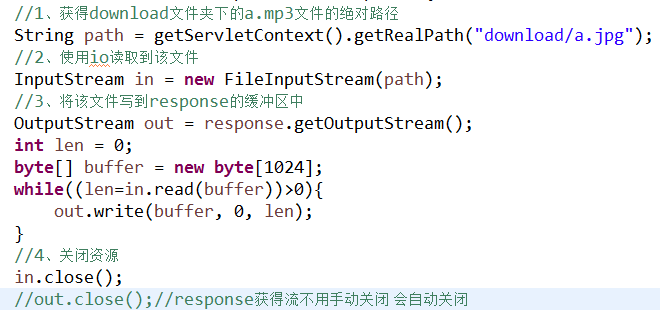 //1、获得download文件夹下的a.mp3文件的绝对路径
String path = getServletContext().getRealPath("download/a.jpg");
//2、使用io读取到该文件
InputStream in = new FileInputStream(path);
//3、将该文件写到response的缓冲区中
OutputStream out = response.getOutputStream();
int len = 0;
byte[] buffer = new byte[1024];
while((len=in.read(buffer))>0){
    out.write(buffer, 0, len);
}
//4、关闭资源
in.close();
//out.close();//response获得流不用手动关闭 会自动关闭